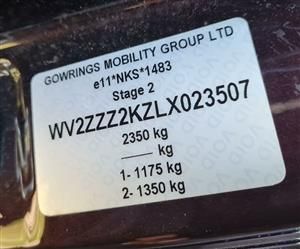 GOWRINGS MOBILITY GROUP LTD
e11*NKS*1483
Stage 2
WV2ZZZ2KZLX023507
2350 kg
____ kg
1- 1175 kg
2- 1350 kg